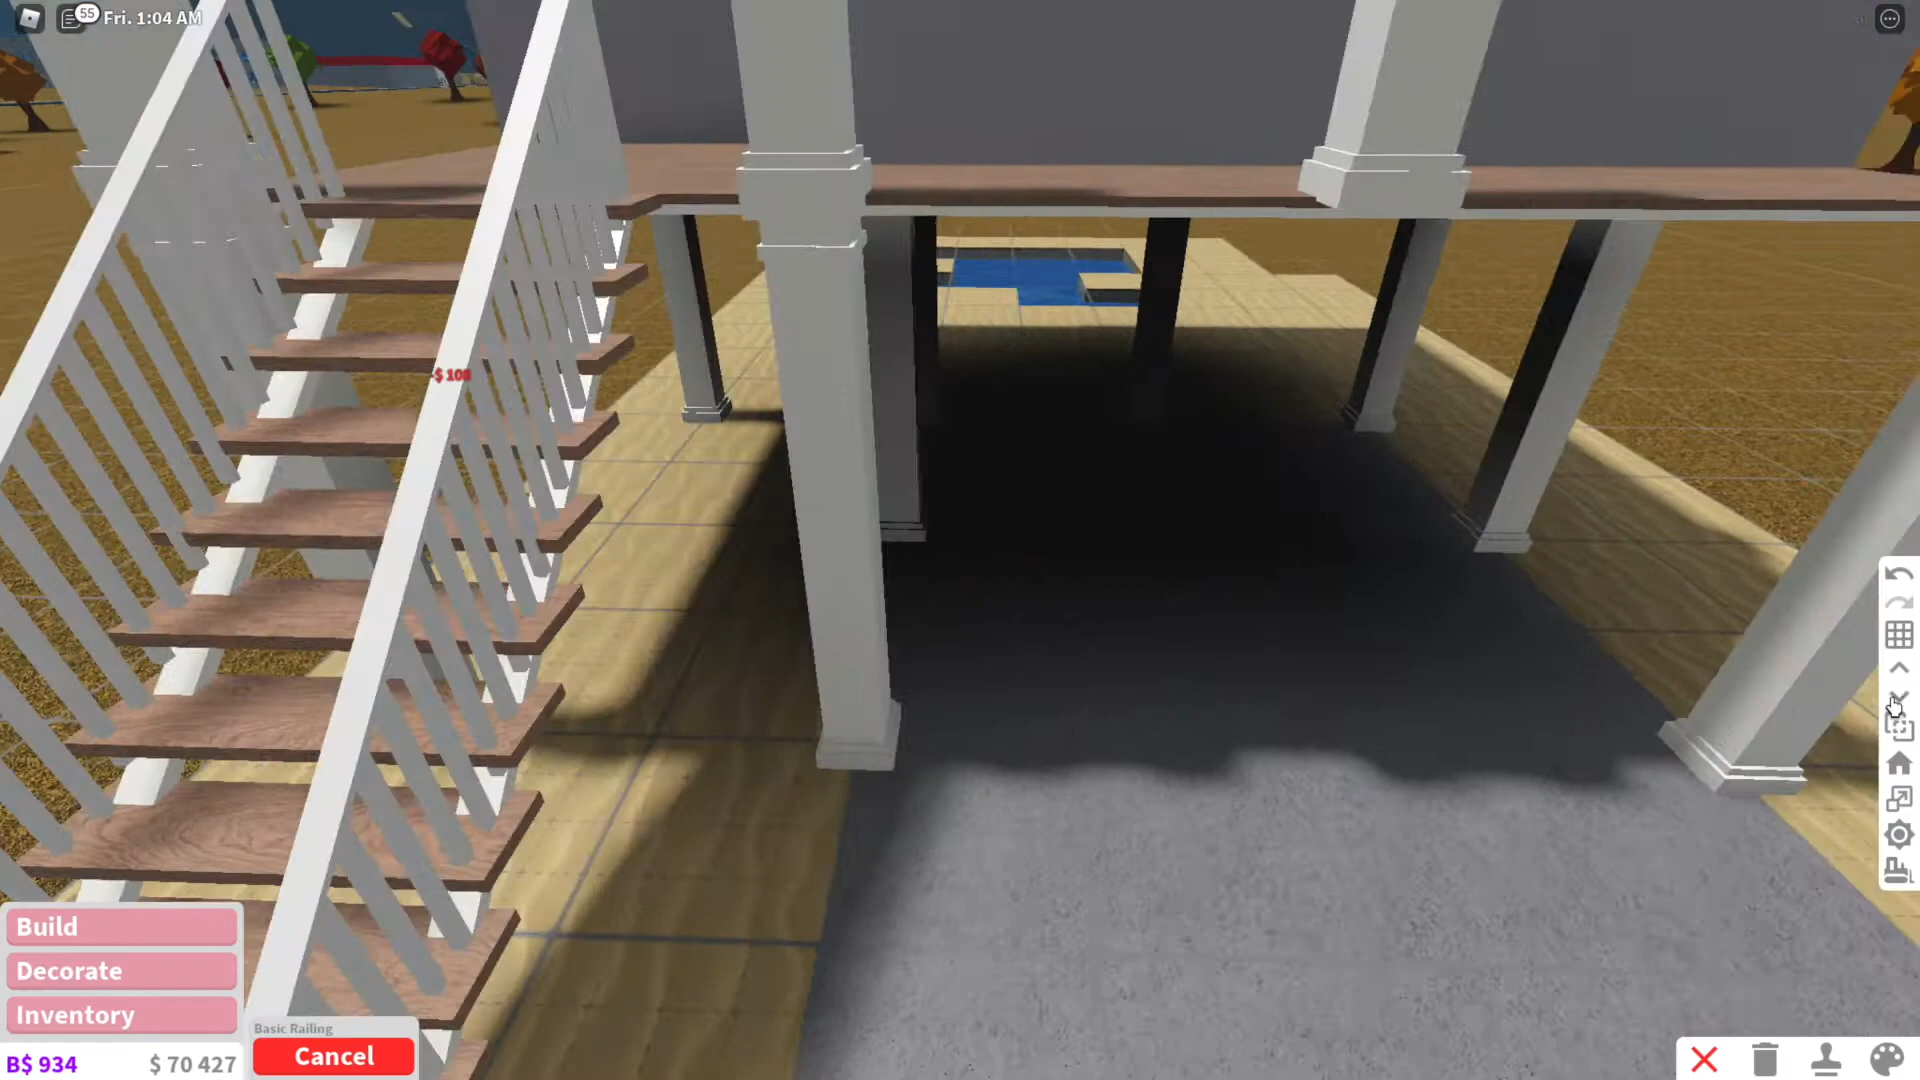 55
Fri. 1:04 AM
-$ 108
Build
Decorate
Inventory
Basic Railing
Cancel
B$ 934
$ 70 427